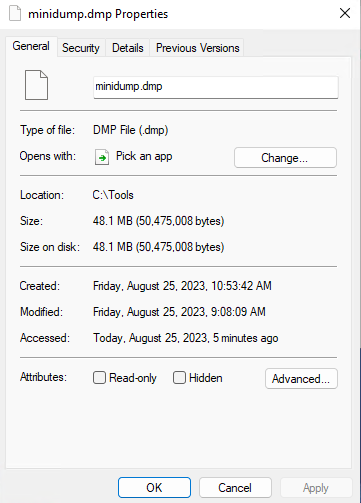 minidump.dmp Properties
General Security Details Previous Versions
minidump.dmp
Type of file: DMP File (.dmp)
Opens with: Pick an app Change...
Location: C:\Tools
Size: 48.1 MB (50,475,008 bytes)
Size on disk: 48.1 MB (50,475,008 bytes)
Created: Friday, August 25, 2023, 10:53:42 AM
Modified: Friday, August 25, 2023, 9:08:09 AM
Accessed: Today, August 25, 2023, 5 minutes ago
Attributes: Read-only Hidden Advanced...
OK Cancel Apply